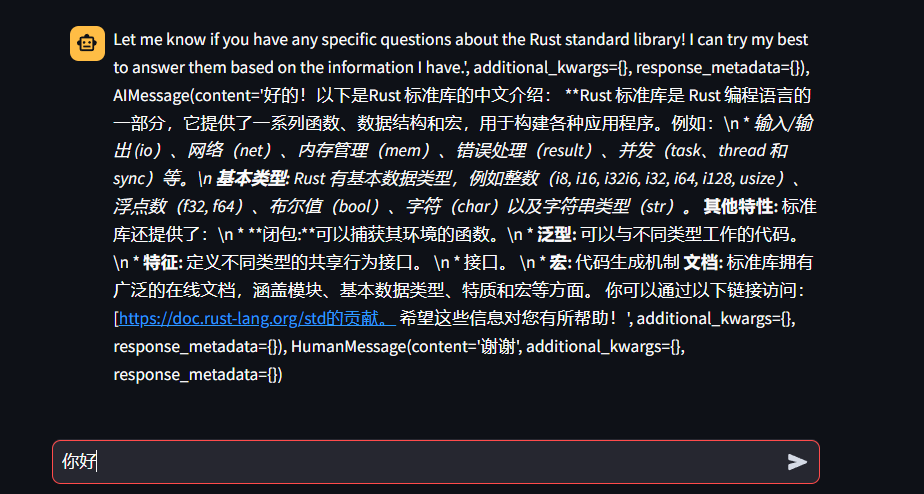 Let me know if you have any specific questions about the Rust standard library! I can try my best
to answer them based on the information I have.', additional_kwargs={}, response_metadata={}),
AIMessage(content='好的！以下是Rust 标准库的中文介绍： **Rust 标准库是 Rust 编程语言的
一部分，它提供了一系列函数、数据结构和宏，用于构建各种应用程序。例如：\n * 输入/输
出 (io）、网络（net）、内存管理（mem）、错误处理（result）、并发（task、thread 和
sync）等。\n 基本类型: Rust 有基本数据类型，例如整数（i8, i16, i32i6, i32, i64, i128, usize）、
浮点数（f32, f64）、布尔值（bool）、字符（char）以及字符串类型（str）。 其他特性: 标准
库还提供了：\n * **闭包:**可以捕获其环境的函数。\n * 泛型: 可以与不同类型工作的代码。
\n * 特征: 定义不同类型的共享行为接口。 \n * 接口。 \n * 宏: 代码生成机制 文档: 标准库拥有
广泛的在线文档，涵盖模块、基本数据类型、特质和宏等方面。 你可以通过以下链接访问：
[https://doc.rust-lang.org/std的贡献。 希望这些信息对您有所帮助！', additional_kwargs={},
response_metadata={}), HumanMessage(content='谢谢', additional_kwargs={},
response_metadata={})
你好